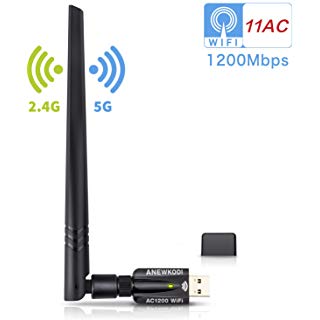 WIFI
11AC
1200Mbps
2.4G
5G
ANEWKODI
AC1200 WiFi